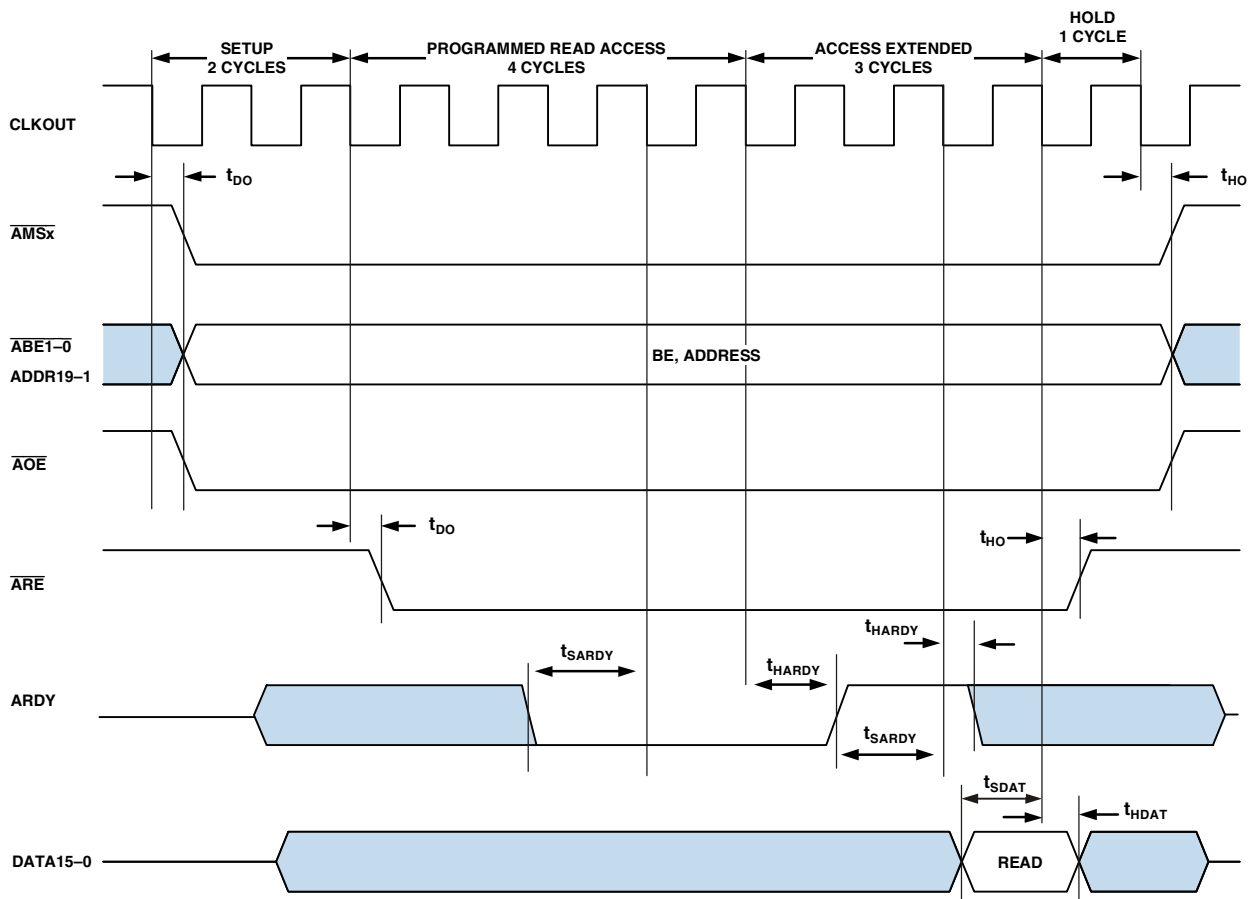 SETUP
2 CYCLES
PROGRAMMED READ ACCESS
4 CYCLES
ACCESS EXTENDED
3 CYCLES
HOLD
1 CYCLE
CLKOUT
tDO
tHO
AMSx
ABE1–0
BE, ADDRESS
ADDR19–1
AOE
tDO
tHO
ARE
tHARDY
tSARDY
tHARDY
ARDY
tSARDY
tSDAT
tHDAT
DATA15–0
READ